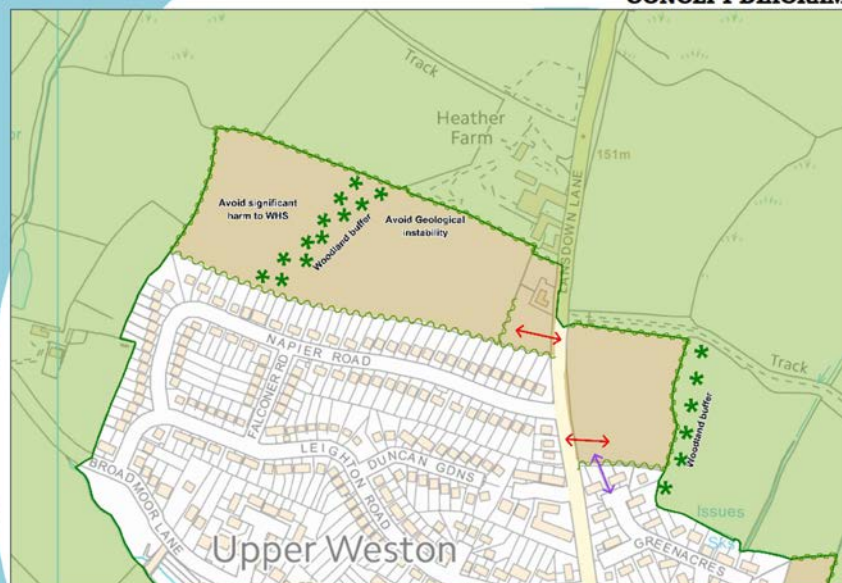 CONCEPT DIAGRAM
Track
Heather
Farm
151m
LANSDOWN LANE
Avoid significant
harm to WHS
Avoid Geological
instability
Woodland buffer
NAPIER ROAD
FALCONER RD
Track
Woodland buffer
LEIGHTON ROAD
DUNCAN GDNS
BROADMOOR LANE
Issues
GREENACRES
Upper Weston